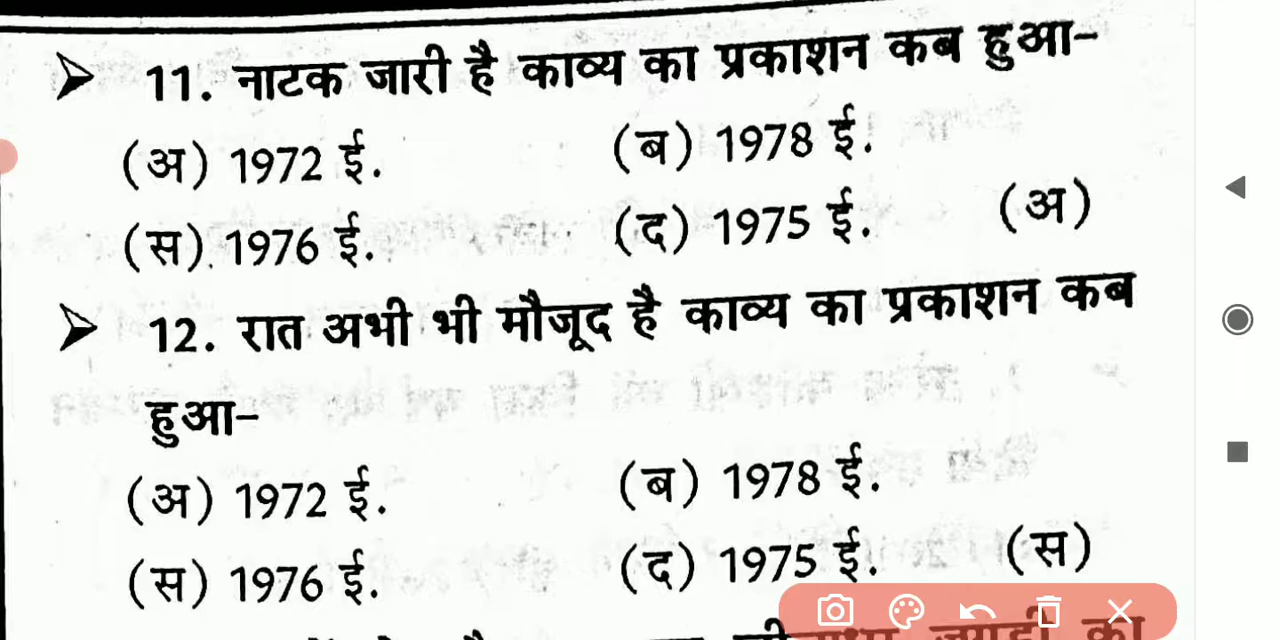 11. नाटक जारी है काव्य का प्रकाशन कब हुआ-
(अ) 1972 ई. (ब) 1978 ई.
(स) 1976 ई. (द) 1975 ई. (अ)
12. रात अभी भी मौजूद है काव्य का प्रकाशन कब
हुआ-
(अ) 1972 ई. (ब) 1978 ई.
(स) 1976 ई. (द) 1975 ई. (स)